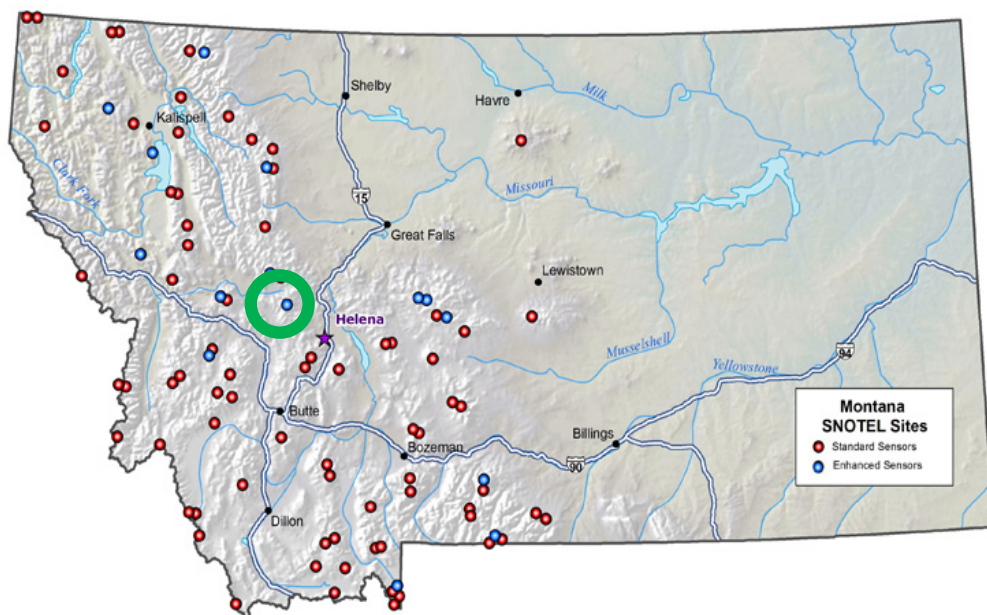 Shelby
Havre
Milk
Kalispell
Clark Fork
Missouri
15
Great Falls
Lewistown
Helena
Musselshell
94
Yellowstone
Butte
Billings
Bozeman
90
Dillon
Montana
SNOTEL Sites
Standard Sensors
Enhanced Sensors